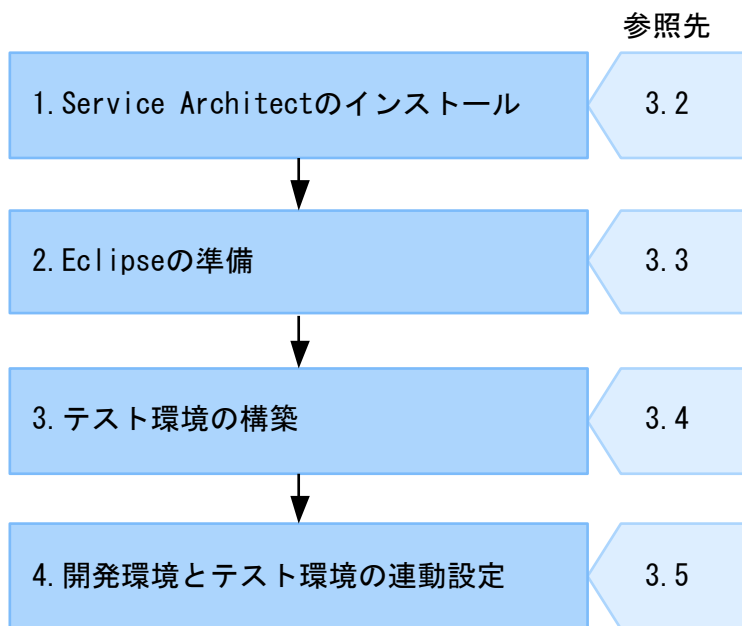 参照先
1.Service Architectのインストール
3.2
2.Eclipseの準備
3.3
3.テスト環境の構築
3.4
4.開発環境とテスト環境の連動設定
3.5